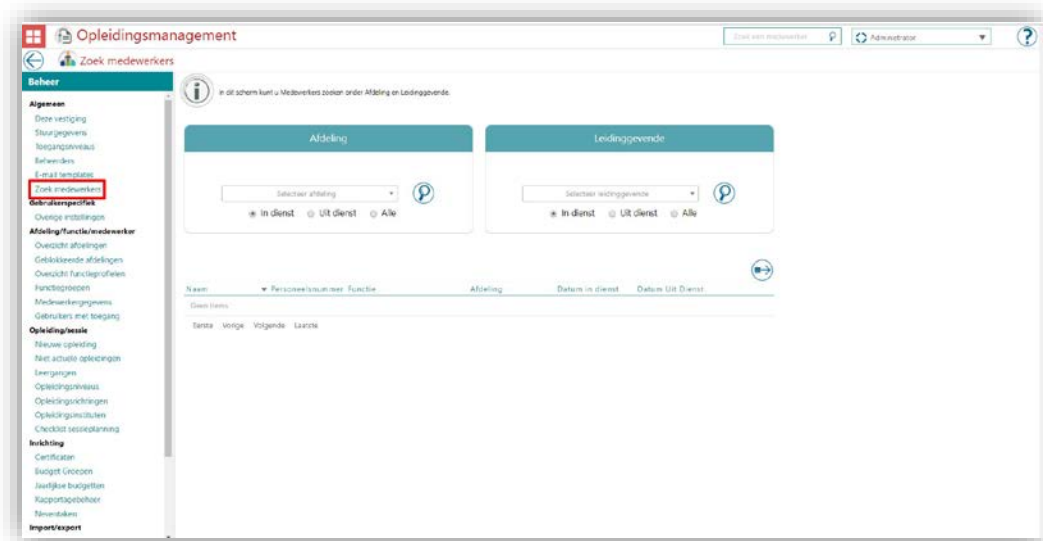 Opleidingsmanagement
Zoek een medewerker
Administrator
Zoek medewerkers
Beheer
In dit scherm kunt u Medewerkers zoeken onder Afdeling en Leidinggevende.
Algemeen
Deze vestiging
Stuurgegevens
Toegangsniveaus
Beheerders
E-mail templates
Zoek medewerkers
Gebruikerspecifiek
Overige instellingen
Afdeling/functie/medewerker
Overzicht afdelingen
Geblokkeerde afdelingen
Overzicht functieprofielen
Functiegroepen
Medewerkergegevens
Gebruikers met toegang
Opleiding/sessie
Nieuwe opleiding
Niet actuele opleidingen
Leergangen
Opleidingsniveaus
Opleidingsrichtingen
Opleidingsinstituten
Checklist sessieplanning
Inrichting
Certificaten
Budget Groepen
Jaarlijkse budgetten
Rapportagebeheer
Neventaken
Import/export
Afdeling
Selecteer afdeling
In dienst Uit dienst Alle
Leidinggevende
Selecteer leidinggevende
In dienst Uit dienst Alle
Naam Personeelsnummer Functie Afdeling Datum in dienst Datum Uit Dienst
Geen items
Eerste Vorige Volgende Laatste